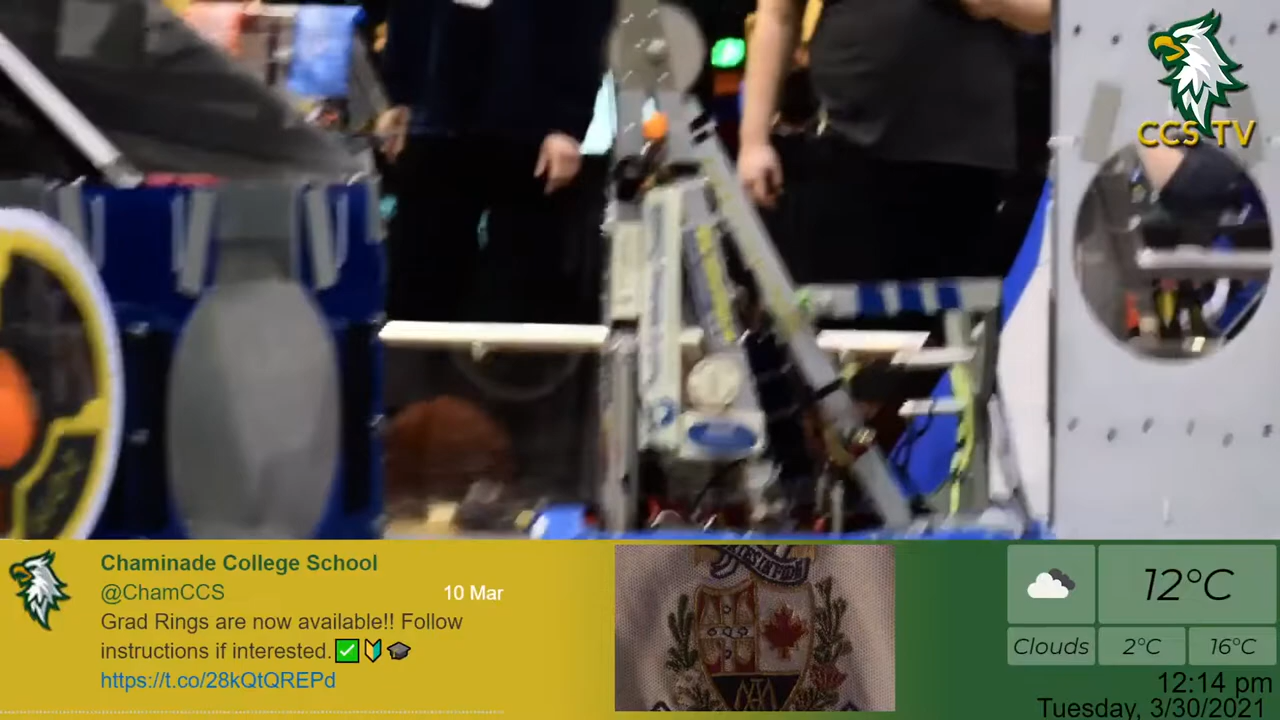 CCS TV
Chaminade College School
@ChamCCS
10 Mar
Grad Rings are now available!! Follow
instructions if interested.✅🔰🎓
https://t.co/28kQtQREPd
12°C
Clouds
2°C
16°C
12:14 pm
Tuesday, 3/30/2021